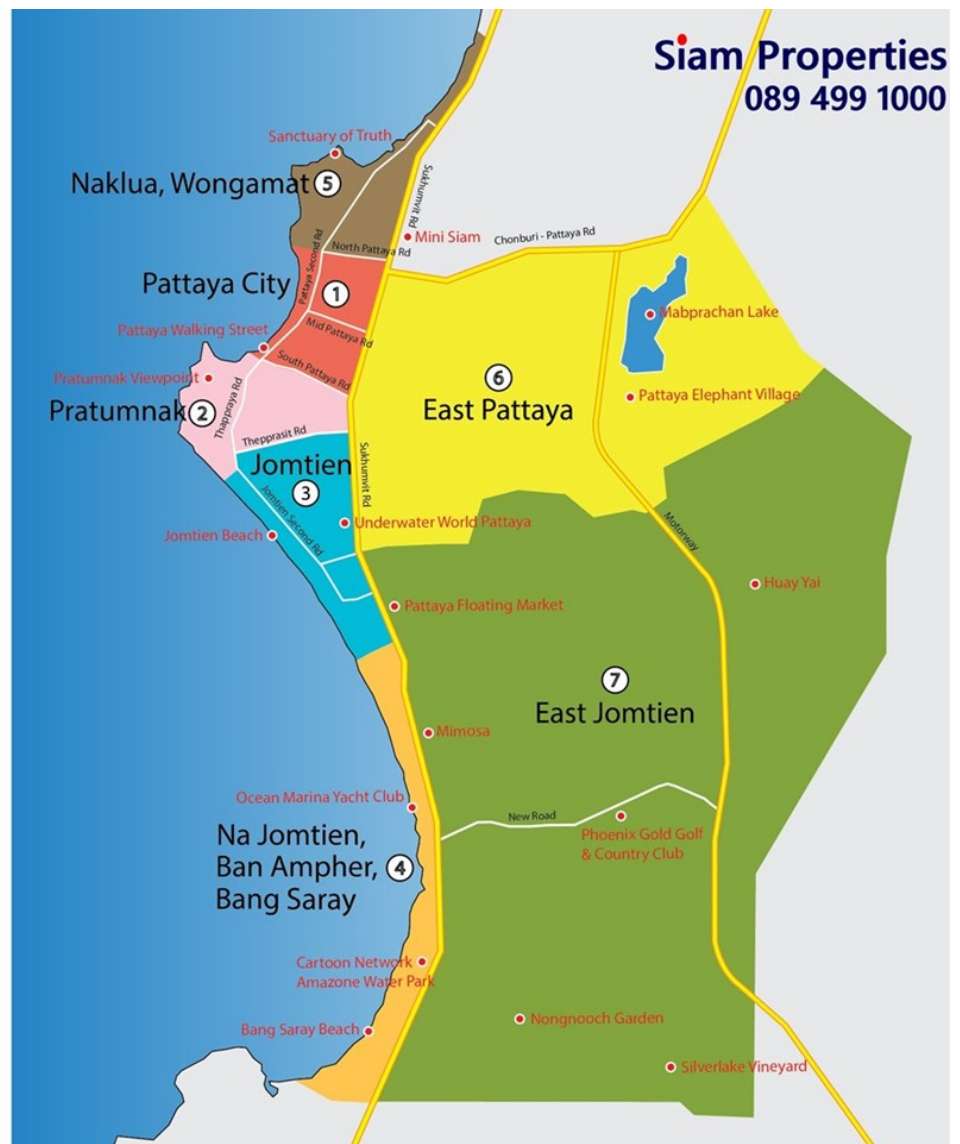 Siam Properties
089 499 1000
Sanctuary of Truth
Naklua, Wongamat
5
Sukhumvit Rd
Mini Siam
Chonburi - Pattaya Rd
North Pattaya Rd
Pattaya Second Rd
Pattaya City
1
Mid Pattaya Rd
Mabprachan Lake
Pattaya Walking Street
South Pattaya Rd
Pratumnak Viewpoint
Pratumnak
2
Thappraya Rd
6
East Pattaya
Pattaya Elephant Village
Thepprasit Rd
Jomtien
3
Sukhumvit Rd
Jomtien Second Rd
Underwater World Pattaya
Jomtien Beach
Motorway
Huay Yai
Pattaya Floating Market
7
East Jomtien
Mimosa
Ocean Marina Yacht Club
New Road
Phoenix Gold Golf
& Country Club
Na Jomtien,
Ban Ampher,
Bang Saray
4
Cartoon Network
Amazone Water Park
Bang Saray Beach
Nongnooch Garden
Silverlake Vineyard